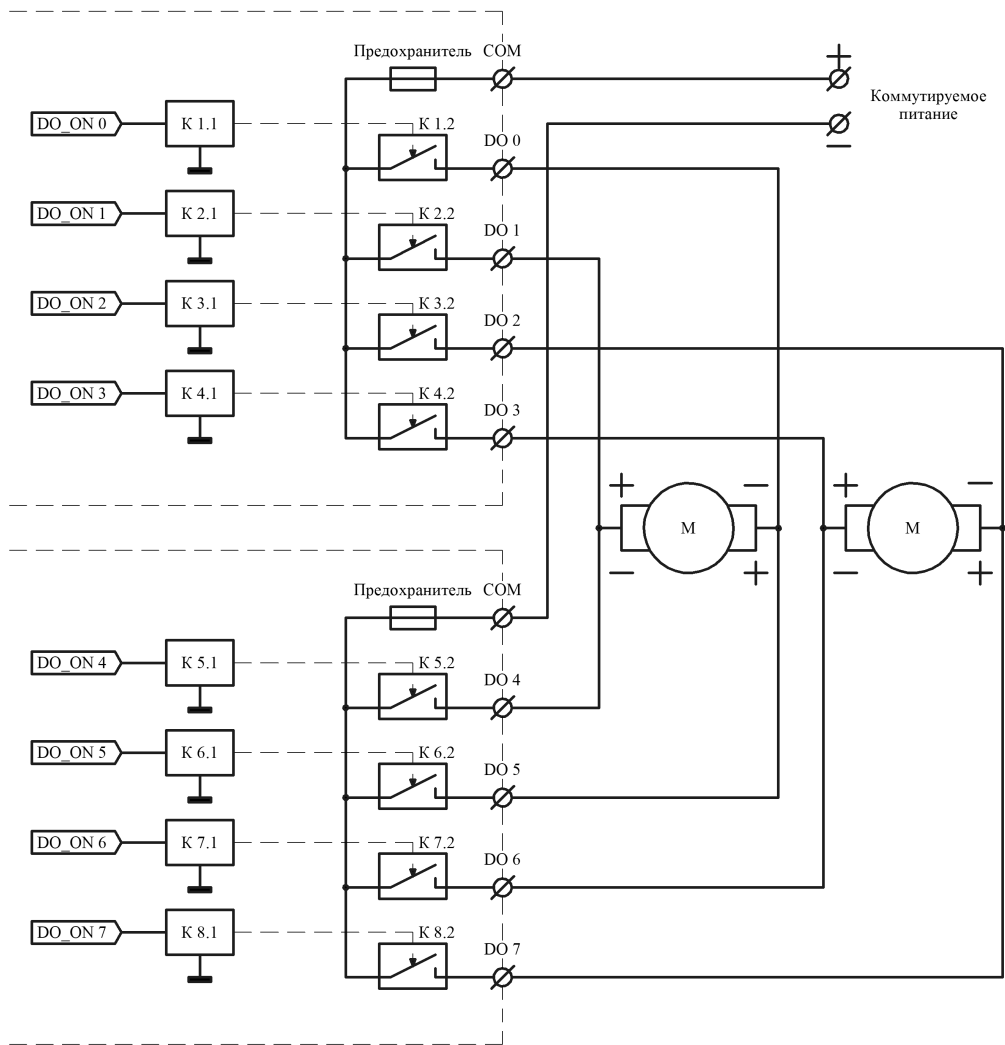 Предохранитель COM
+
Коммутируемое
питание
—
DO_ON 0 К 1.1 К 1.2 DO 0
DO_ON 1 К 2.1 К 2.2 DO 1
DO_ON 2 К 3.1 К 3.2 DO 2
DO_ON 3 К 4.1 К 4.2 DO 3
+ — + —
М М
— + — +
Предохранитель COM
DO_ON 4 К 5.1 К 5.2 DO 4
DO_ON 5 К 6.1 К 6.2 DO 5
DO_ON 6 К 7.1 К 7.2 DO 6
DO_ON 7 К 8.1 К 8.2 DO 7